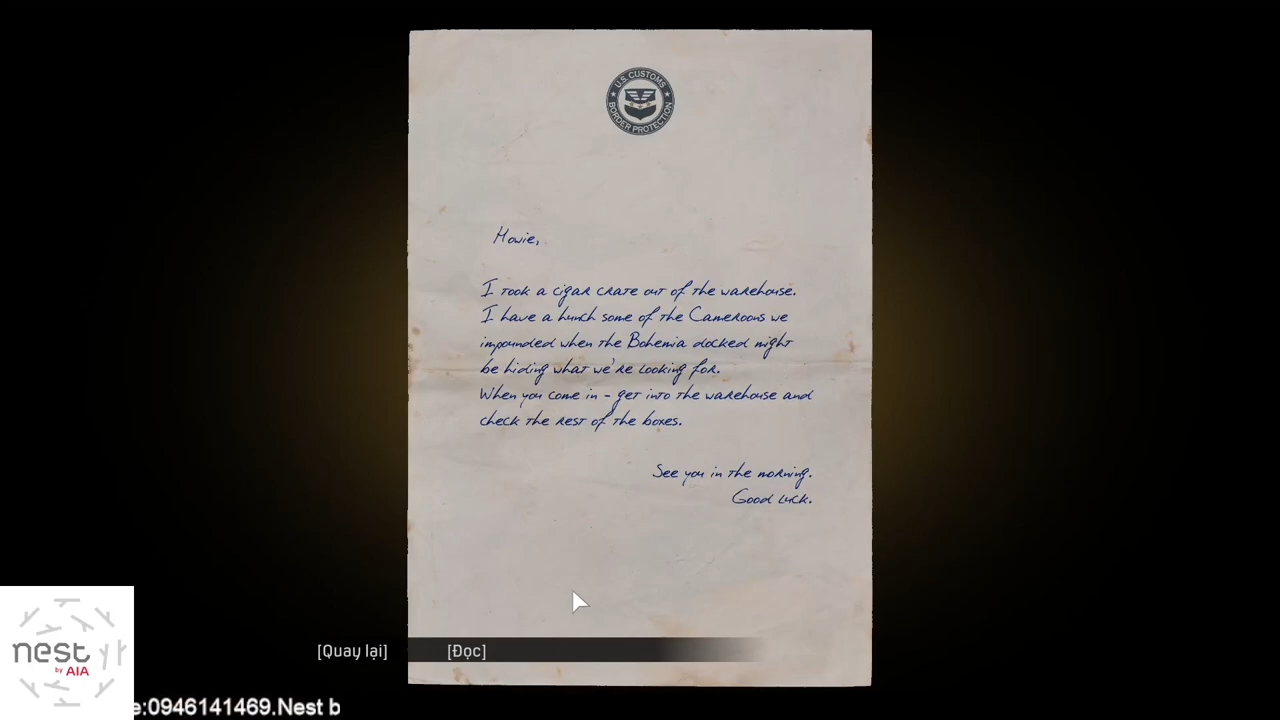 U.S. CUSTOMS
BORDER PROTECTION
Howie,
I took a cigar crate out of the warehouse.
I have a hunch some of the Cameroons we
impounded when the Bohemia docked might
be hiding what we're looking for.
When you come in - get into the warehouse and
check the rest of the boxes.
See you in the morning.
Good luck.
[Quay lại] [Đọc]
nest
by AIA
e:0946141469.Nest b